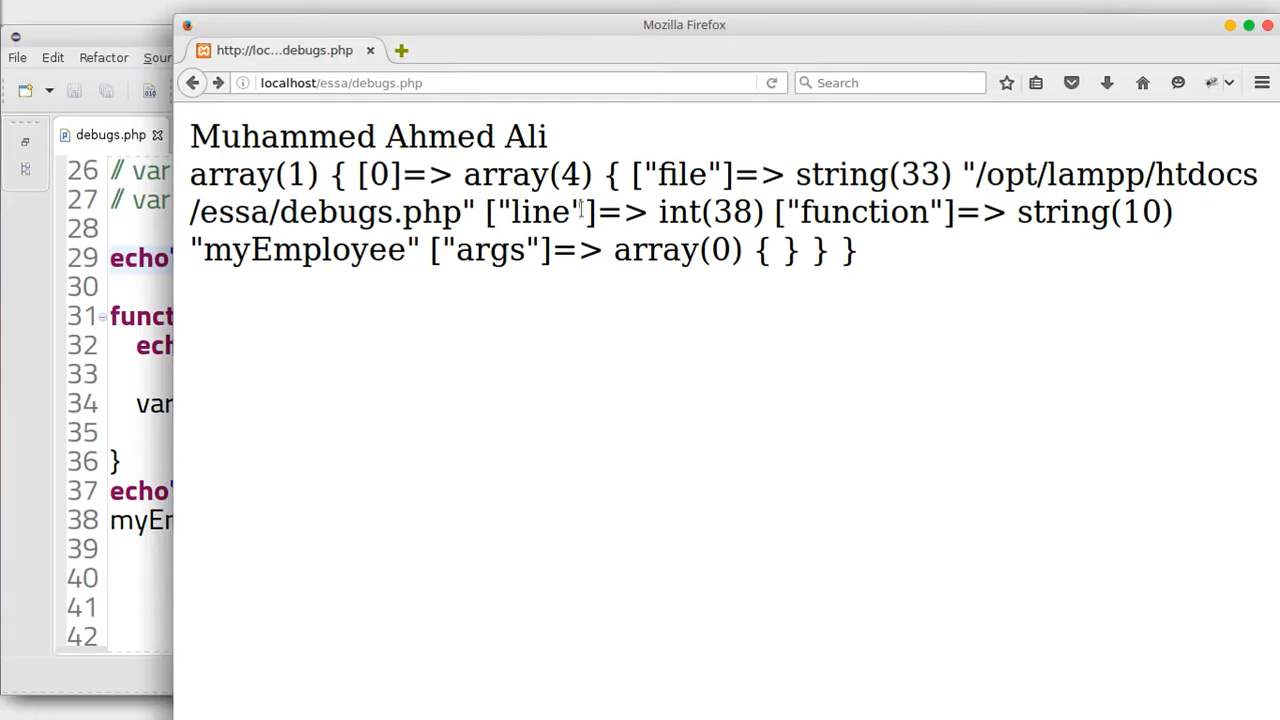 Mozilla Firefox
File Edit Refactor Sour
http://loc...debugs.php
localhost/essa/debugs.php
Search
debugs.php
Muhammed Ahmed Ali
array(1) { [0]=> array(4) { ["file"]=> string(33) "/opt/lampp/htdocs
/essa/debugs.php" ["line"]=> int(38) ["function"]=> string(10)
"myEmployee" ["args"]=> array(0) { } } }
26 // var
27 // var
28
29 echo"
30
31 funct
32 ech
33
34 var
35
36 }
37 echo"
38 myEm
39
40
41
42